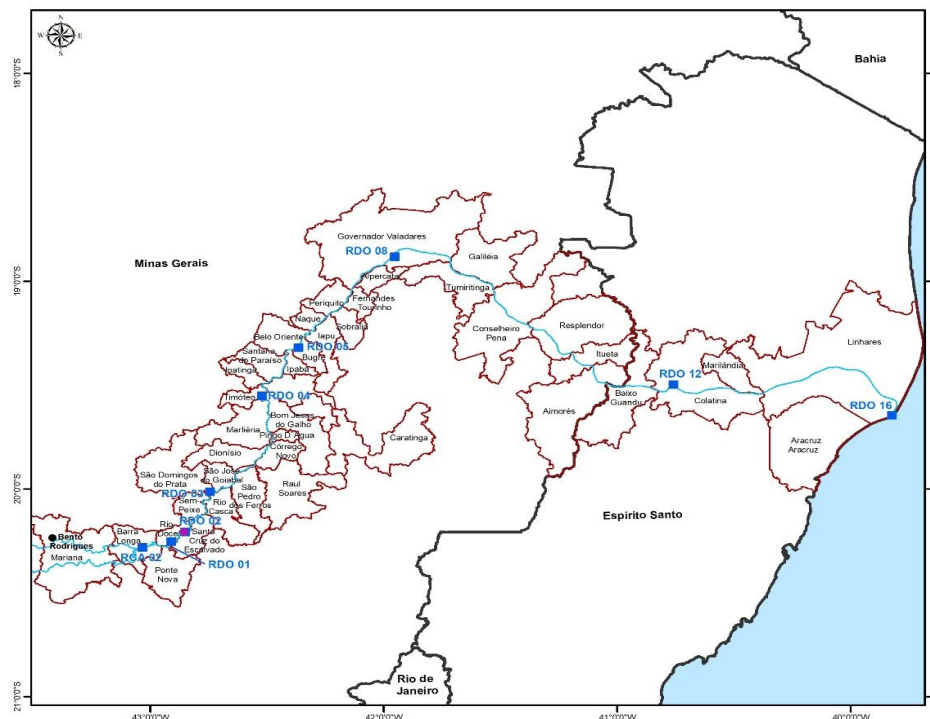 N
W E
S
Bahia
18°0'0"S
Minas Gerais
Governador Valadares
RDO 08
Galiléia
19°0'0"S
Alpercata
Tumiritinga
Periquito
Fernandes
Tourinho
Naque
Sobrália
Resplendor
Conselheiro
Pena
Belo Oriente
Iapu
RDO 05
Bugre
Linhares
Santana
do Paraíso
Itueta
Ipatinga
Ipaba
Marilândia
RDO 12
Baixo
Guandu
Colatina
Timóteo
RDO 04
RDO 16
Aimorés
Bom Jesus
do Galho
Marliéria
Pingo D'Água
Córrego
Novo
Caratinga
Aracruz
Aracruz
Dionísio
São José
do Goiabal
São Domingos
do Prata
Raul
Soares
20°0'0"S
RDO 03
São
Pedro
dos Ferros
Sem
Peixe
Rio
Casca
RDO 02
Espírito Santo
Rio
Doce
Santa
Cruz do
Escalvado
Barra
Longa
Bento
Rodrigues
Mariana
RCA 02
RDO 01
Ponte
Nova
Rio de
Janeiro
21°0'0"S
43°0'0"W
42°0'0"W
41°0'0"W
40°0'0"W